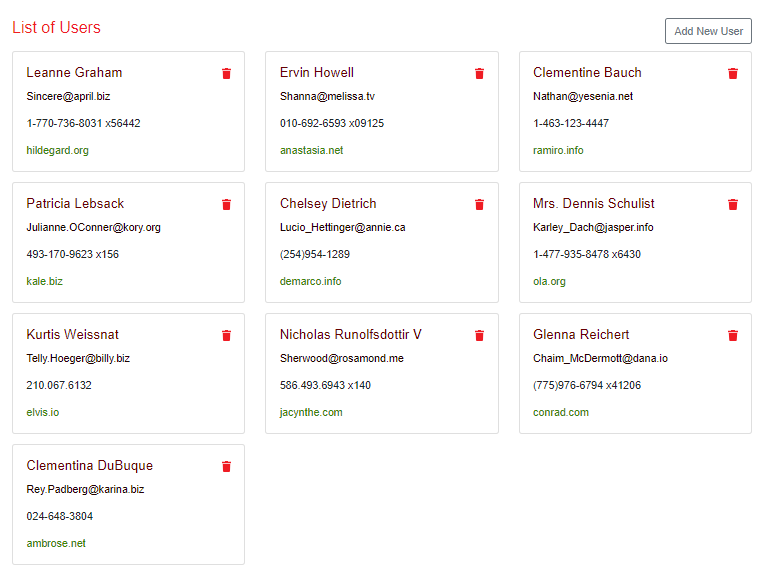 List of Users
Add New User
Leanne Graham
Sincere@april.biz
1-770-736-8031 x56442
hildegard.org
Ervin Howell
Shanna@melissa.tv
010-692-6593 x09125
anastasia.net
Clementine Bauch
Nathan@yesenia.net
1-463-123-4447
ramiro.info
Patricia Lebsack
Julianne.OConner@kory.org
493-170-9623 x156
kale.biz
Chelsey Dietrich
Lucio_Hettinger@annie.ca
(254)954-1289
demarco.info
Mrs. Dennis Schulist
Karley_Dach@jasper.info
1-477-935-8478 x6430
ola.org
Kurtis Weissnat
Telly.Hoeger@billy.biz
210.067.6132
elvis.io
Nicholas Runolfsdottir V
Sherwood@rosamond.me
586.493.6943 x140
jacynthe.com
Glenna Reichert
Chaim_McDermott@dana.io
(775)976-6794 x41206
conrad.com
Clementina DuBuque
Rey.Padberg@karina.biz
024-648-3804
ambrose.net